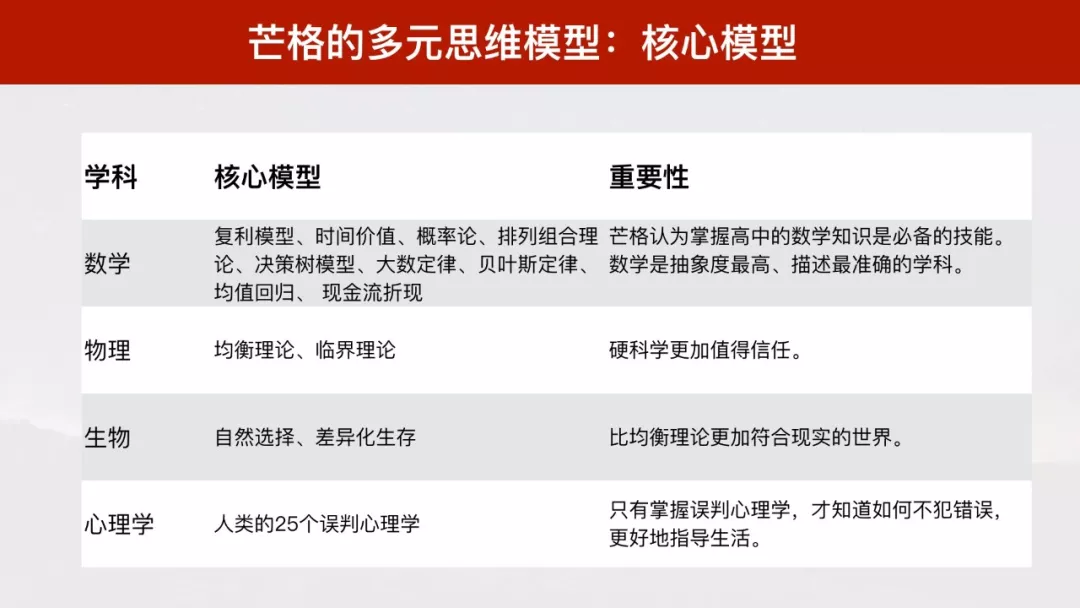 芒格的多元思维模型：核心模型
学科 核心模型 重要性
数学
复利模型、时间价值、概率论、排列组合理
论、决策树模型、大数定律、贝叶斯定律、
均值回归、 现金流折现
芒格认为掌握高中的数学知识是必备的技能。
数学是抽象度最高、描述最准确的学科。
物理
均衡理论、临界理论
硬科学更加值得信任。
生物
自然选择、差异化生存
比均衡理论更加符合现实的世界。
心理学
人类的25个误判心理学
只有掌握误判心理学，才知道如何不犯错误，
更好地指导生活。